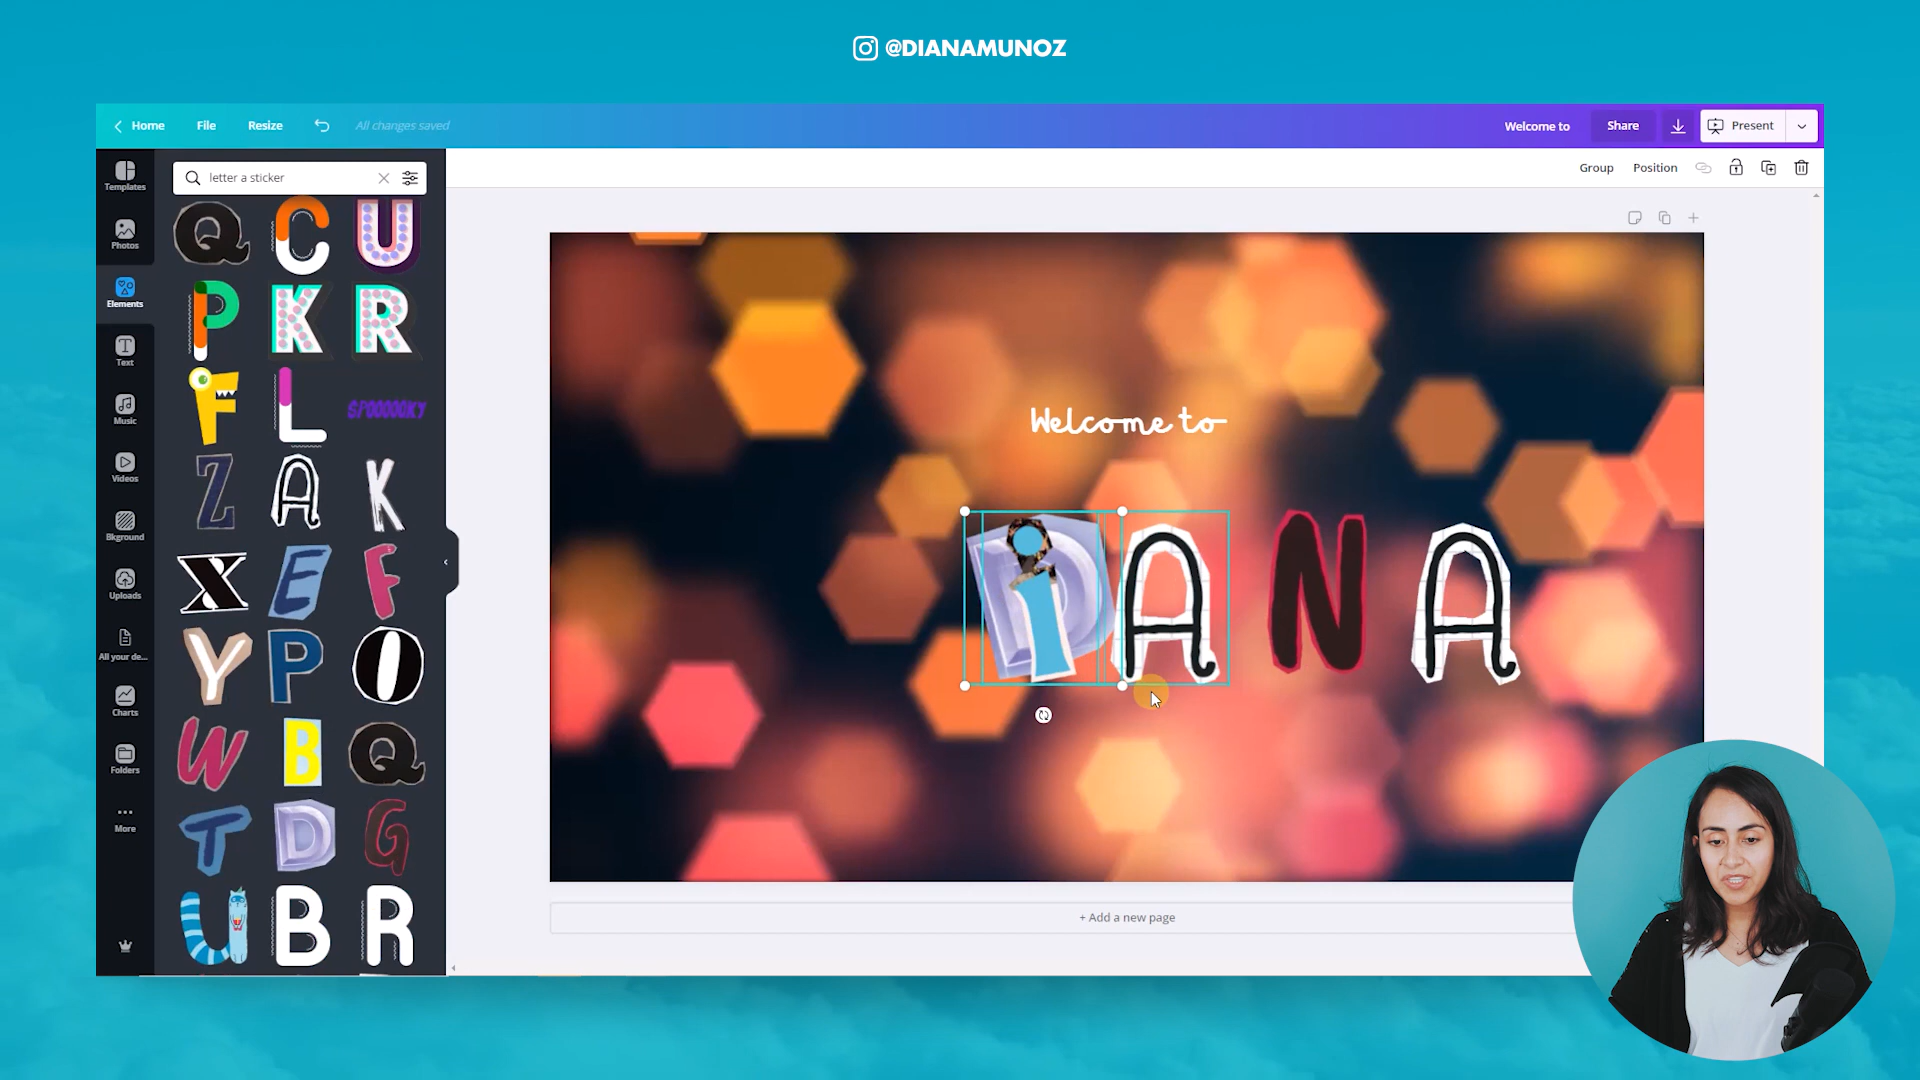 @DIANAMUNOZ
Home File Resize All changes saved Welcome to Share Present
letter a sticker
Group Position
Templates
Photos
Elements
Text
Music
Videos
Bkground
Uploads
All your de...
Charts
Folders
More
Q C U
P K R
F L SPOOOOKY
Z A K
X E F
Y P O
W B Q
T D G
U B R
Welcome to
DiANA
+ Add a new page